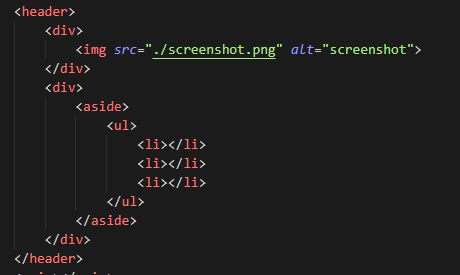 <header>
    <div>
        <img src="./screenshot.png" alt="screenshot">
    </div>
    <div>
        <aside>
            <ul>
                <li></li>
                <li></li>
                <li></li>
            </ul>
        </aside>
    </div>
</header>